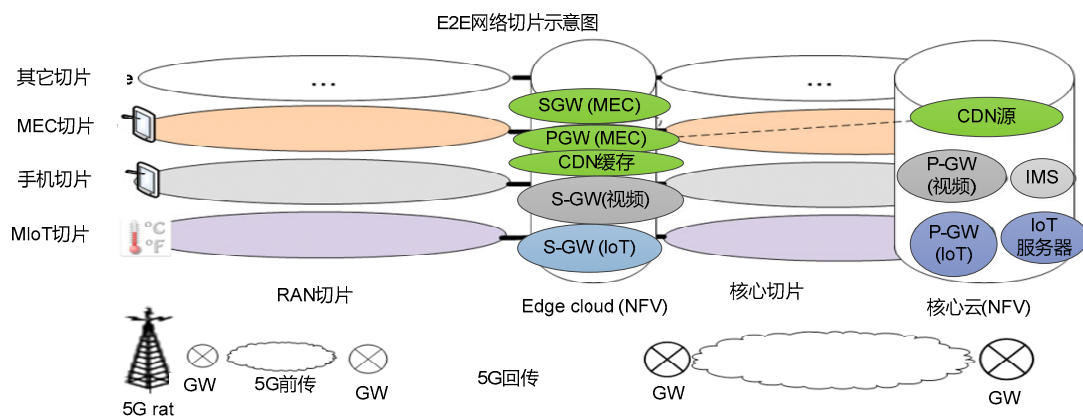 E2E网络切片示意图
其它切片
e
...
...
SGW (MEC)
MEC切片
PGW (MEC)
CDN源
CDN缓存
手机切片
P-GW
(视频)
IMS
S-GW(视频)
MIoT切片
°C
°F
S-GW (IoT)
P-GW
(IoT)
IoT
服务器
RAN切片
Edge cloud (NFV)
核心切片
核心云(NFV)
5G rat
GW
5G前传
GW
5G回传
GW
GW